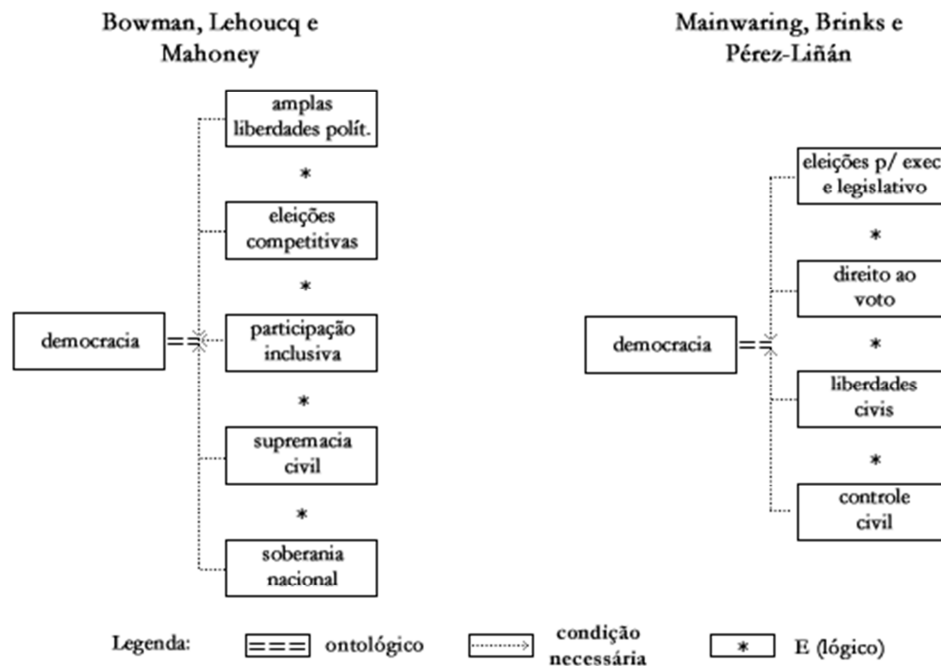 Bowman, Lehoucq e
Mahoney
amplas
liberdades polít.
*
eleições
competitivas
*
democracia
===
participação
inclusiva
*
supremacia
civil
*
soberania
nacional
Mainwaring, Brinks e
Pérez-Liñán
eleições p/ exec
e legislativo
*
direito ao
voto
democracia
===
*
liberdades
civis
*
controle
civil
Legenda:
=== ontológico
condição
necessária
* E (lógico)